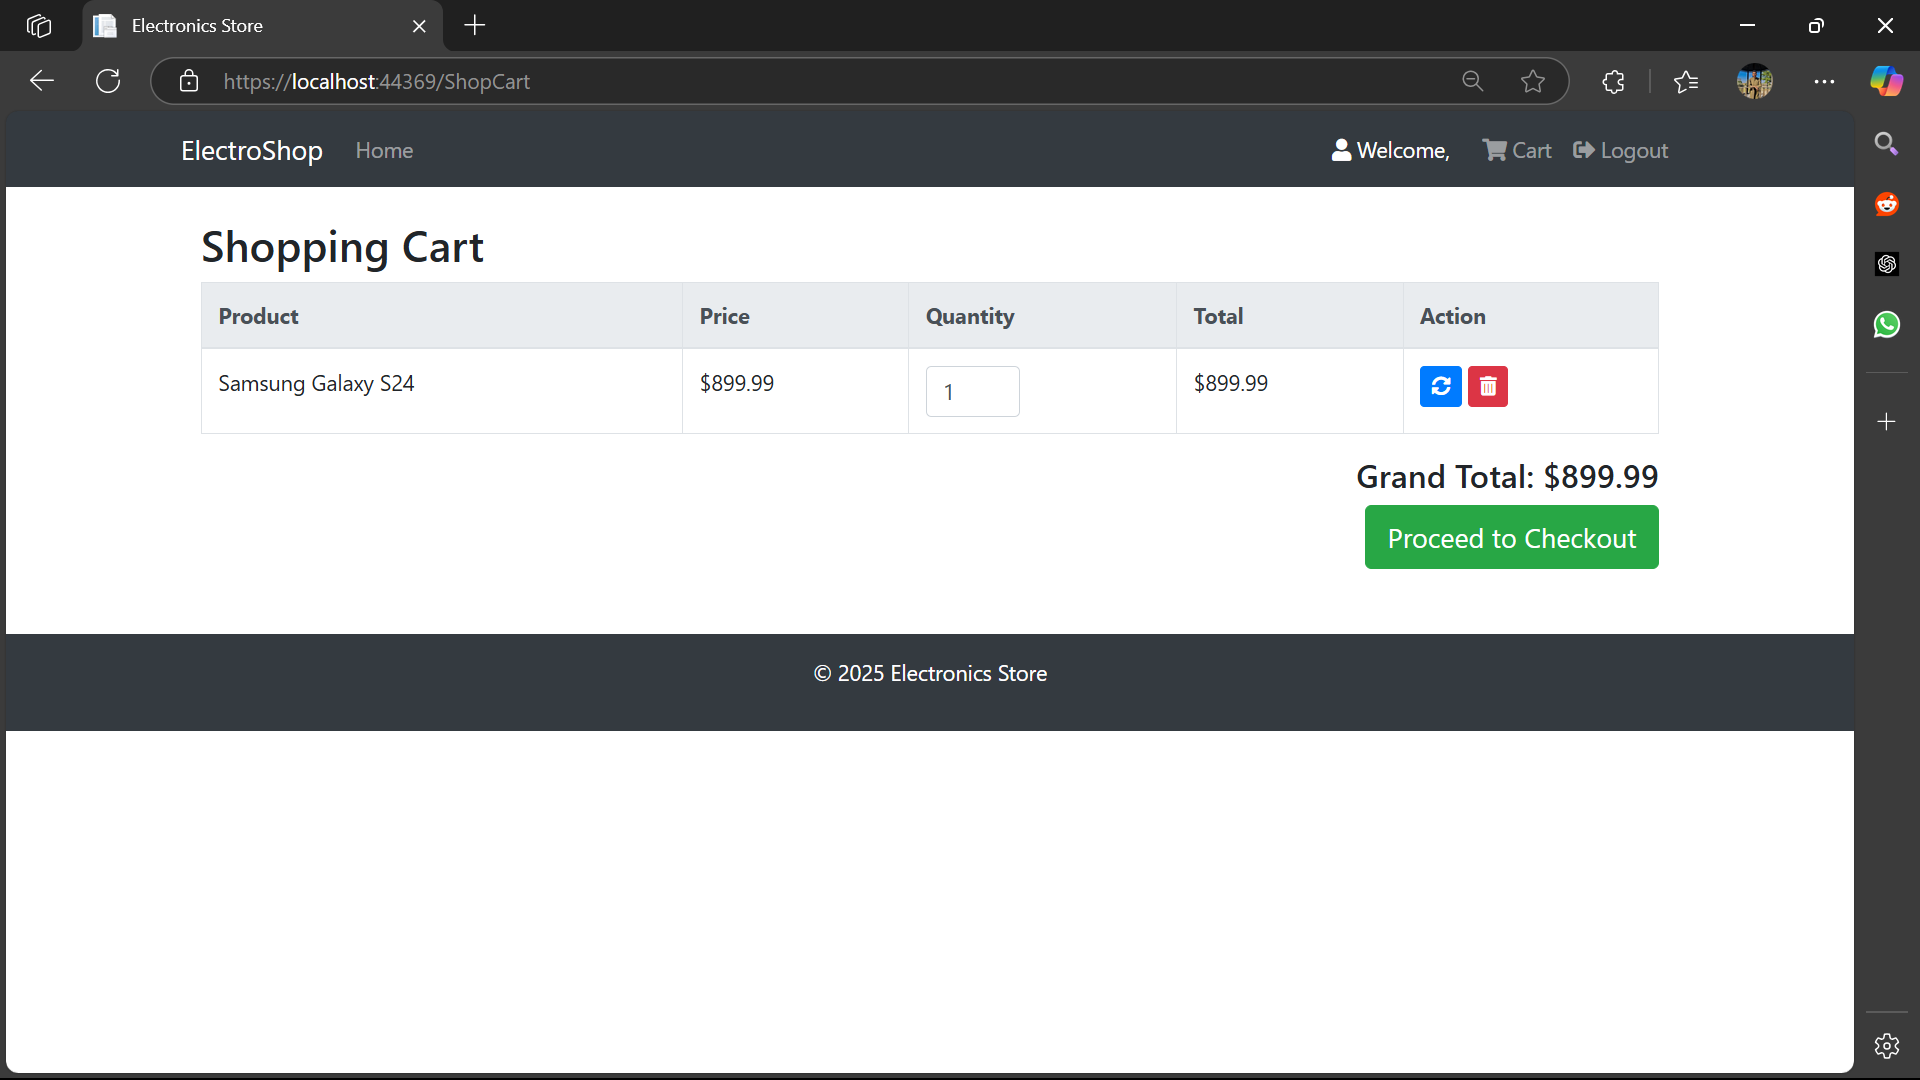 Electronics Store
https://localhost:44369/ShopCart
ElectroShop Home Welcome, Cart Logout
Shopping Cart
Product Price Quantity Total Action
Samsung Galaxy S24 $899.99 1 $899.99
Grand Total: $899.99
Proceed to Checkout
© 2025 Electronics Store